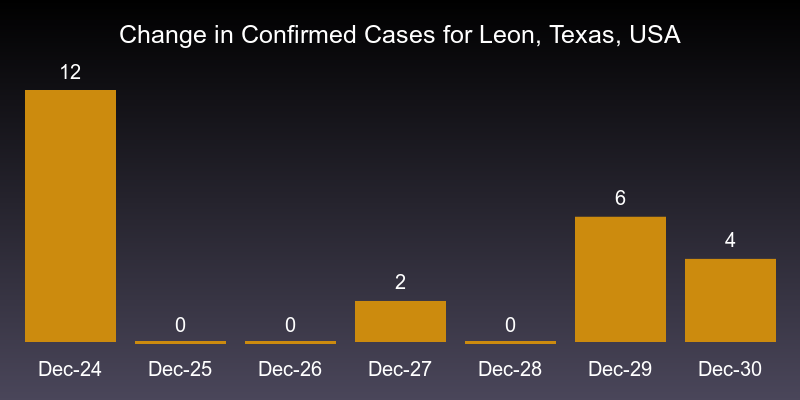 Change in Confirmed Cases for Leon, Texas, USA
12
0
0
2
0
6
4
Dec-24
Dec-25
Dec-26
Dec-27
Dec-28
Dec-29
Dec-30